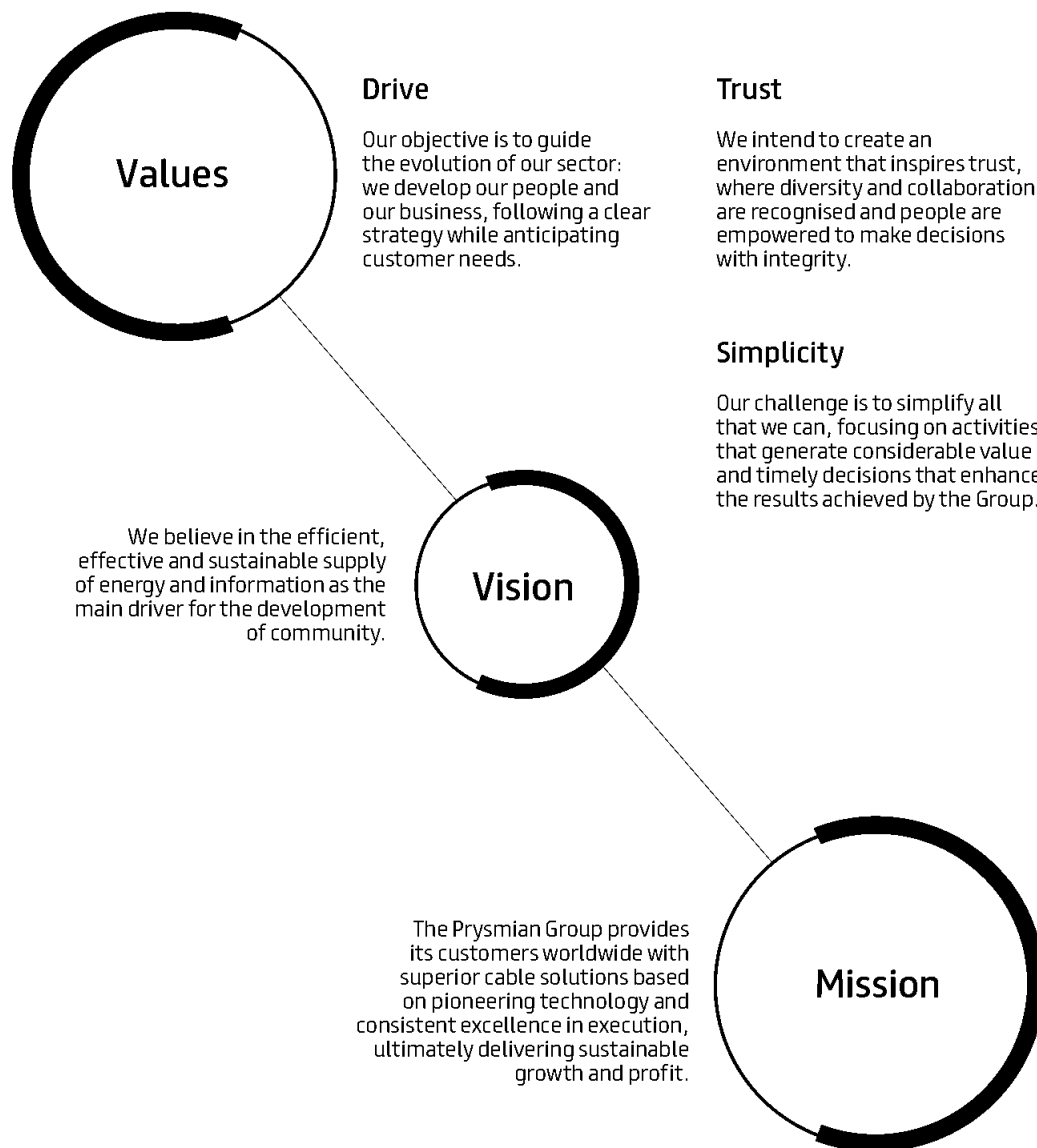 Values
Drive
Our objective is to guide
the evolution of our sector:
we develop our people and
our business, following a clear
strategy while anticipating
customer needs.
Trust
We intend to create an
environment that inspires trust,
where diversity and collaboration
are recognised and people are
empowered to make decisions
with integrity.
Simplicity
Our challenge is to simplify all
that we can, focusing on activities
that generate considerable value
and timely decisions that enhance
the results achieved by the Group.
We believe in the efficient,
effective and sustainable supply
of energy and information as the
main driver for the development
of community.
Vision
The Prysmian Group provides
its customers worldwide with
superior cable solutions based
on pioneering technology and
consistent excellence in execution,
ultimately delivering sustainable
growth and profit.
Mission